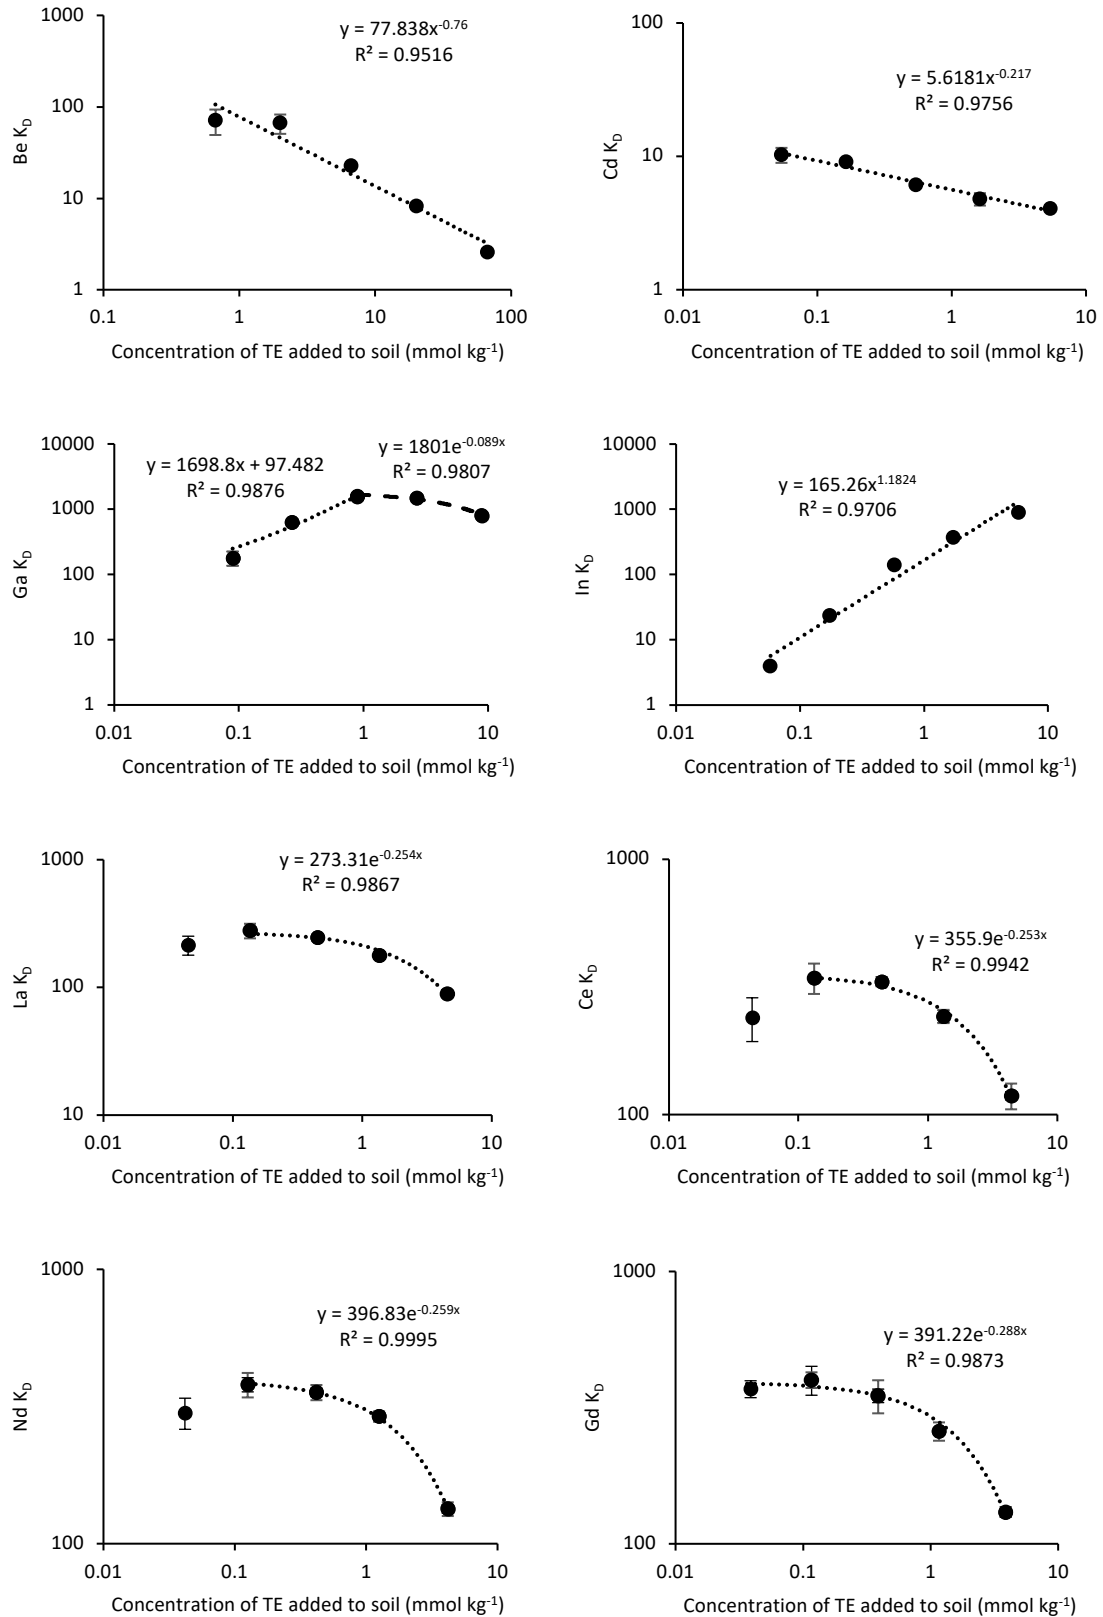 1000
100
10
1
0.1
1
10
100
Be K_D
Concentration of TE added to soil (mmol kg⁻¹)
y = 77.838x^-0.76
R² = 0.9516
100
10
1
0.01
0.1
1
10
Cd K_D
Concentration of TE added to soil (mmol kg⁻¹)
y = 5.6181x^-0.217
R² = 0.9756
10000
1000
100
10
1
0.01
0.1
1
10
Ga K_D
Concentration of TE added to soil (mmol kg⁻¹)
y = 1698.8x + 97.482
R² = 0.9876
y = 1801e^-0.089x
R² = 0.9807
10000
1000
100
10
1
0.01
0.1
1
10
In K_D
Concentration of TE added to soil (mmol kg⁻¹)
y = 165.26x^1.1824
R² = 0.9706
1000
100
10
0.01
0.1
1
10
La K_D
Concentration of TE added to soil (mmol kg⁻¹)
y = 273.31e^-0.254x
R² = 0.9867
1000
100
0.01
0.1
1
10
Ce K_D
Concentration of TE added to soil (mmol kg⁻¹)
y = 355.9e^-0.253x
R² = 0.9942
1000
100
0.01
0.1
1
10
Nd K_D
Concentration of TE added to soil (mmol kg⁻¹)
y = 396.83e^-0.259x
R² = 0.9995
1000
100
0.01
0.1
1
10
Gd K_D
Concentration of TE added to soil (mmol kg⁻¹)
y = 391.22e^-0.288x
R² = 0.9873